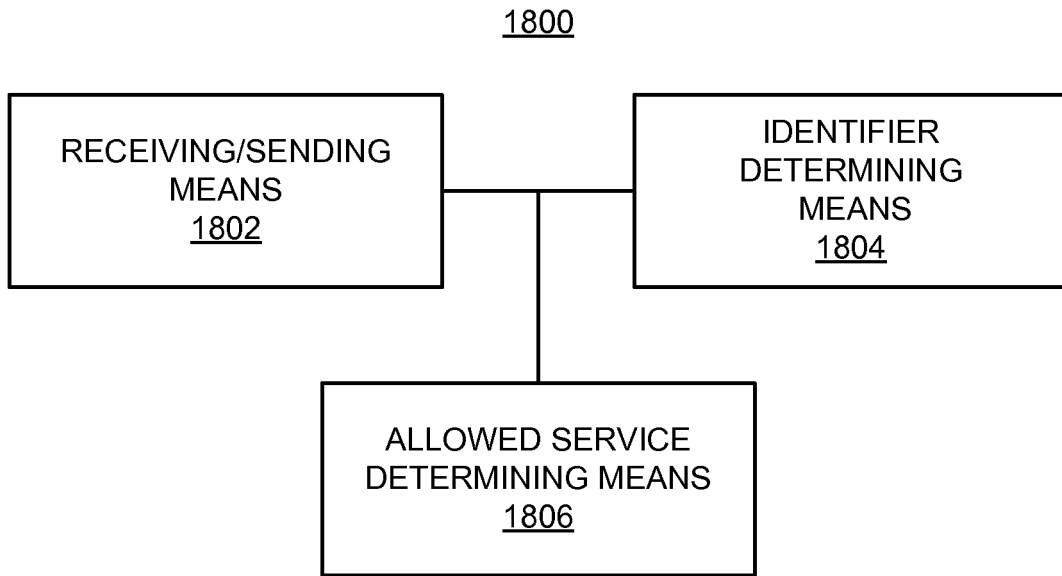 1800
RECEIVING/SENDING
MEANS
1802
IDENTIFIER
DETERMINING
MEANS
1804
ALLOWED SERVICE
DETERMINING MEANS
1806